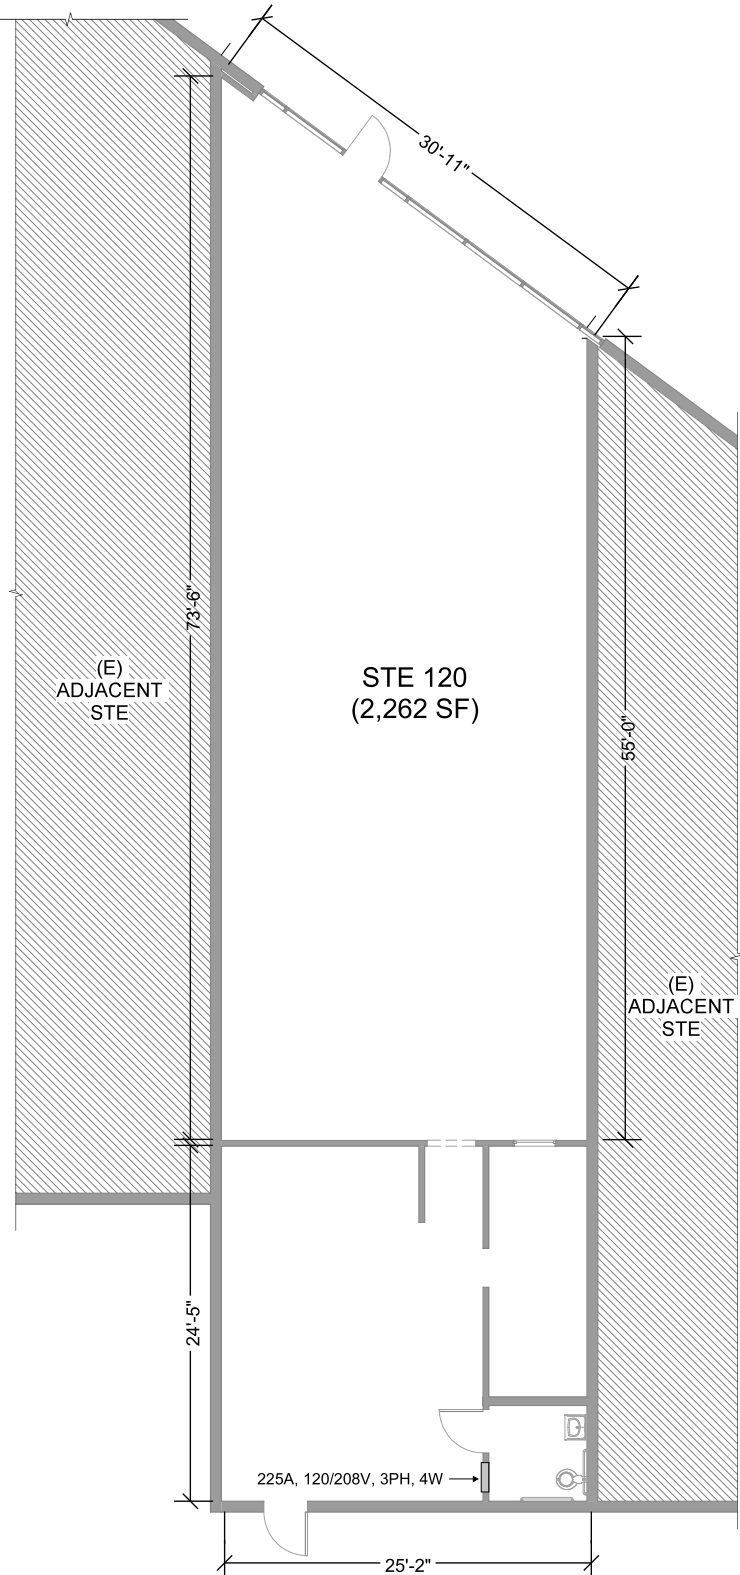 30'-11"
73'-6"
(E)
ADJACENT
STE
STE 120
(2,262 SF)
55'-0"
(E)
ADJACENT
STE
24'-5"
225A, 120/208V, 3PH, 4W
25'-2"